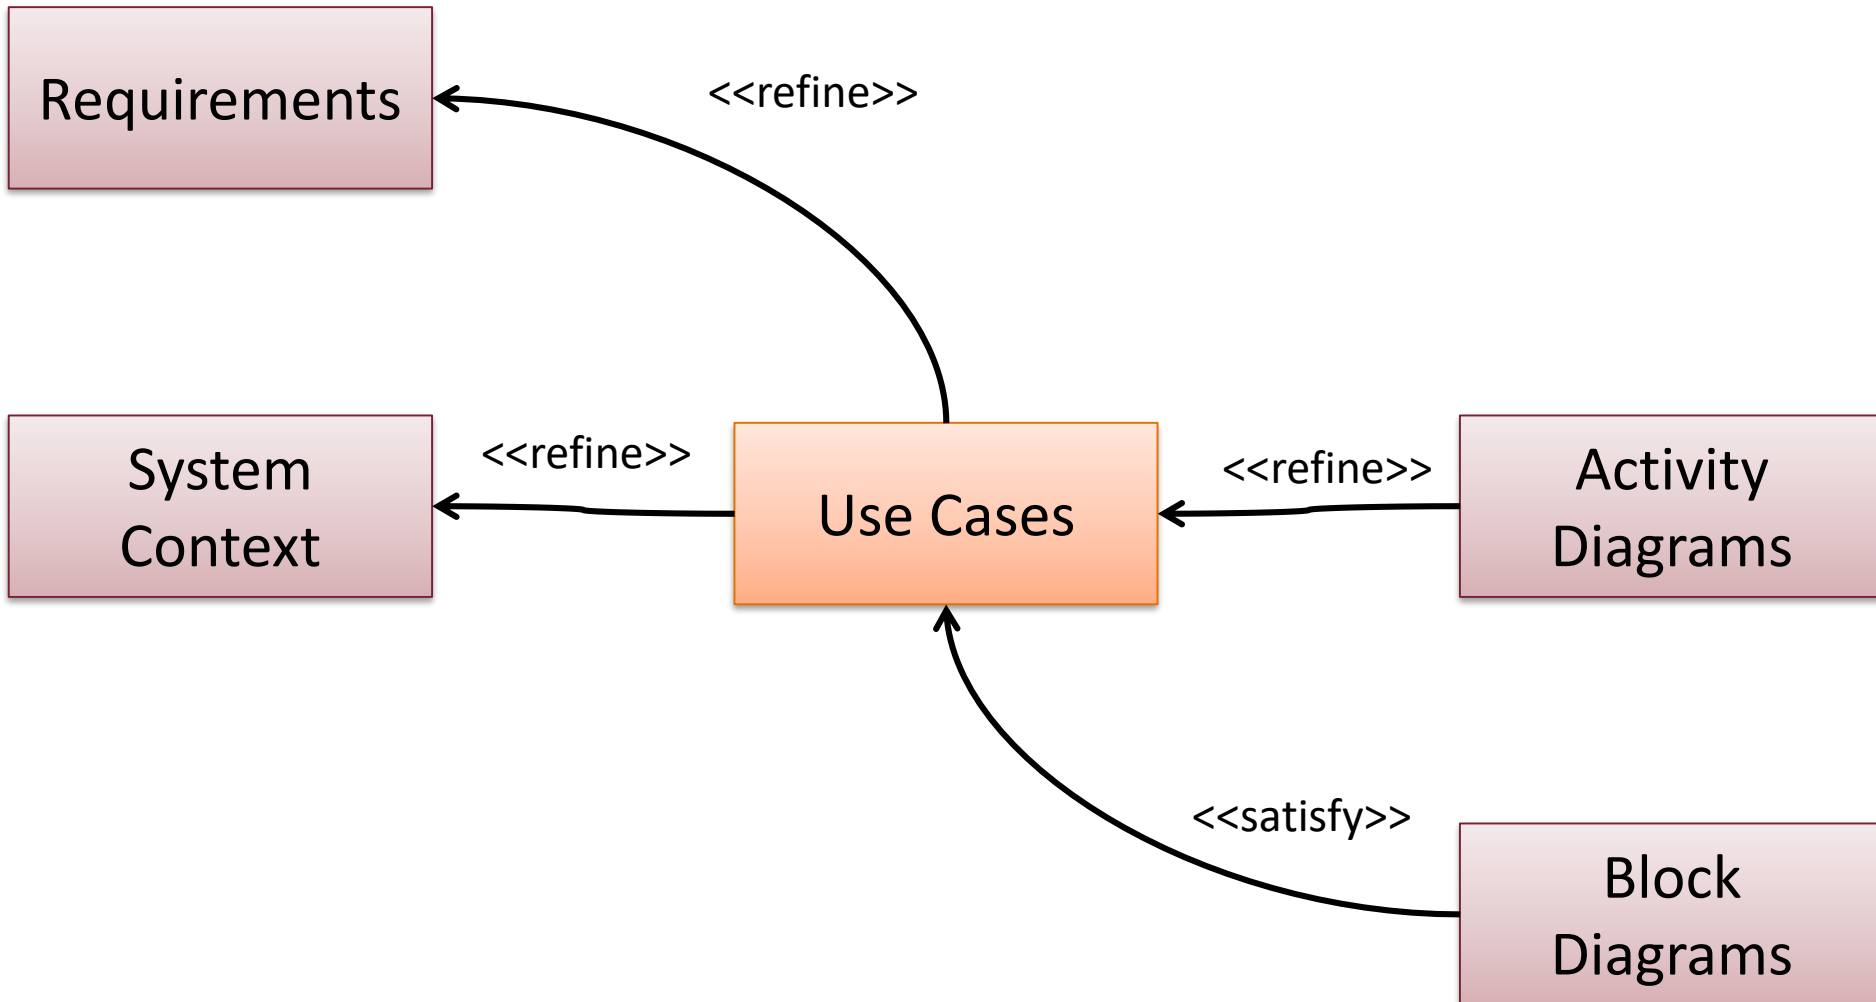 Requirements
<<refine>>
System
Context
<<refine>>
Use Cases
<<refine>>
Activity
Diagrams
<<satisfy>>
Block
Diagrams